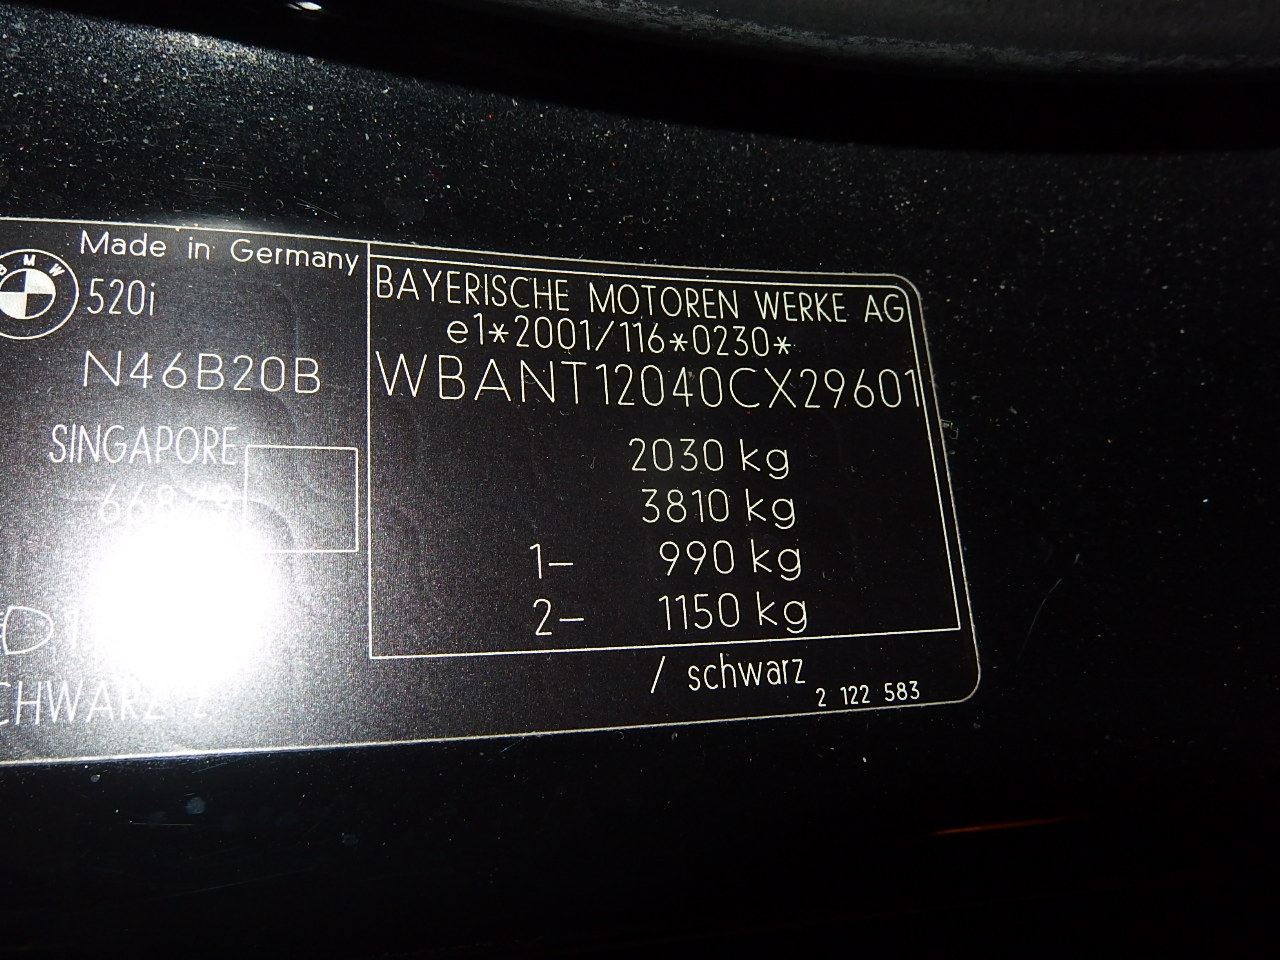 Made in Germany
BMW
520i
N46B20B
SINGAPORE
BAYERISCHE MOTOREN WERKE AG
e1*2001/116*0230*
WBANT12040CX29601
2030 kg
3810 kg
1- 990 kg
2- 1150 kg
/ schwarz
2 122 583